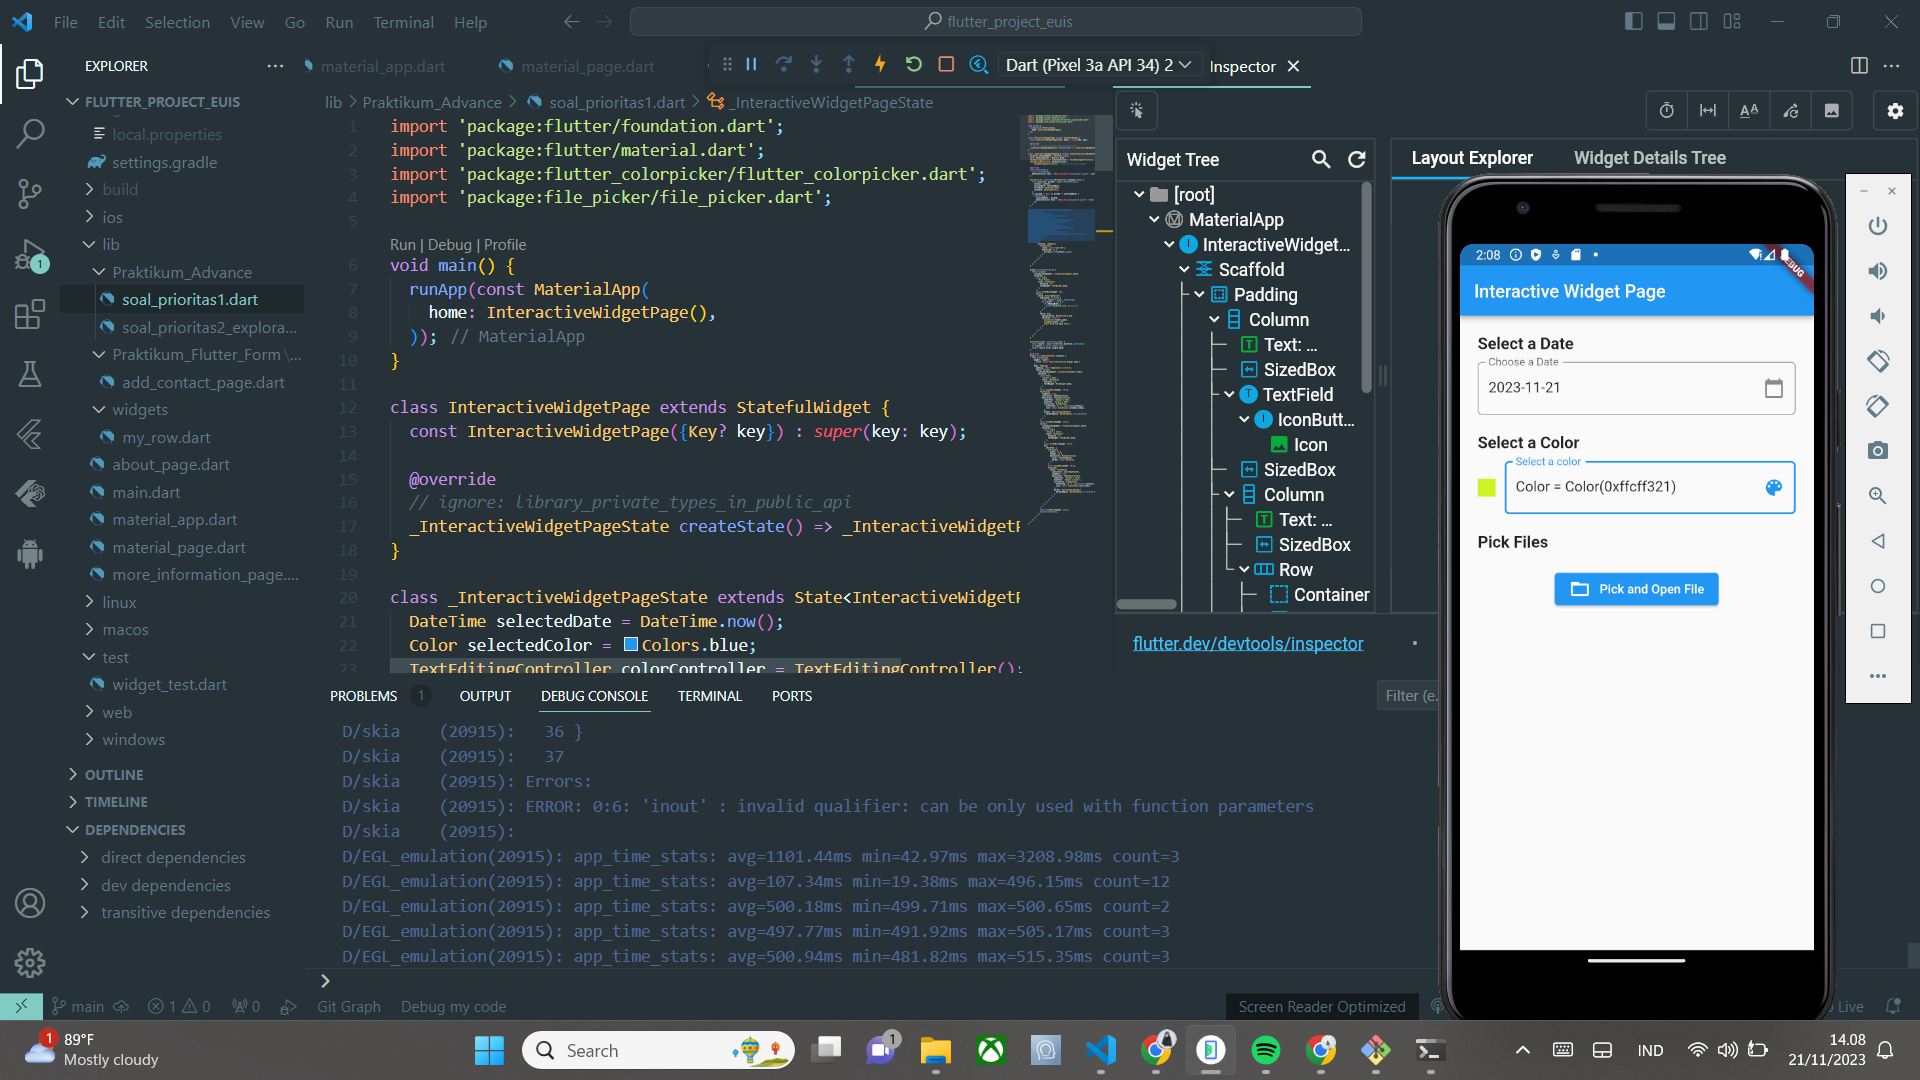 File Edit Selection View Go Run Terminal Help
flutter_project_euis
EXPLORER
material_app.dart
material_page.dart
Dart (Pixel 3a API 34) 2
Inspector
FLUTTER_PROJECT_EUIS
local.properties
settings.gradle
build
ios
lib
Praktikum_Advance
soal_prioritas1.dart
soal_prioritas2_explora...
Praktikum_Flutter_Form \...
add_contact_page.dart
widgets
my_row.dart
about_page.dart
main.dart
material_app.dart
material_page.dart
more_information_page....
linux
macos
test
widget_test.dart
web
windows
OUTLINE
TIMELINE
DEPENDENCIES
direct dependencies
dev dependencies
transitive dependencies
1
lib > Praktikum_Advance > soal_prioritas1.dart > _InteractiveWidgetPageState
1 import 'package:flutter/foundation.dart';
2 import 'package:flutter/material.dart';
3 import 'package:flutter_colorpicker/flutter_colorpicker.dart';
4 import 'package:file_picker/file_picker.dart';
5
Run | Debug | Profile
6 void main() {
7 runApp(const MaterialApp(
8 home: InteractiveWidgetPage(),
9 )); // MaterialApp
10 }
11
12 class InteractiveWidgetPage extends StatefulWidget {
13 const InteractiveWidgetPage({Key? key}) : super(key: key);
14
15 @override
16 // ignore: library_private_types_in_public_api
17 _InteractiveWidgetPageState createState() => _InteractiveWidgetP
18 }
19
20 class _InteractiveWidgetPageState extends State<InteractiveWidgetP
21 DateTime selectedDate = DateTime.now();
22 Color selectedColor = Colors.blue;
23 TextEditingController colorController = TextEditingController();
Widget Tree
[root]
MaterialApp
InteractiveWidget...
Scaffold
Padding
Column
Text: ...
SizedBox
TextField
IconButt...
Icon
SizedBox
Column
Text: ...
SizedBox
Row
Container
flutter.dev/devtools/inspector
Layout Explorer
Widget Details Tree
2:08
DEBUG
Interactive Widget Page
Select a Date
Choose a Date
2023-11-21
Select a Color
Select a color
Color = Color(0xffcff321)
Pick Files
Pick and Open File
PROBLEMS 1 OUTPUT DEBUG CONSOLE TERMINAL PORTS
Filter (e.
D/skia (20915): 36 }
D/skia (20915): 37
D/skia (20915): Errors:
D/skia (20915): ERROR: 0:6: 'inout' : invalid qualifier: can be only used with function parameters
D/skia (20915):
D/EGL_emulation(20915): app_time_stats: avg=1101.44ms min=42.97ms max=3208.98ms count=3
D/EGL_emulation(20915): app_time_stats: avg=107.34ms min=19.38ms max=496.15ms count=12
D/EGL_emulation(20915): app_time_stats: avg=500.18ms min=499.71ms max=500.65ms count=2
D/EGL_emulation(20915): app_time_stats: avg=497.77ms min=491.92ms max=505.17ms count=3
D/EGL_emulation(20915): app_time_stats: avg=500.94ms min=481.82ms max=515.35ms count=3
main 1 0 0 Git Graph Debug my code
Screen Reader Optimized
Live
1
89°F
Mostly cloudy
Search
1
IND
14.08
21/11/2023